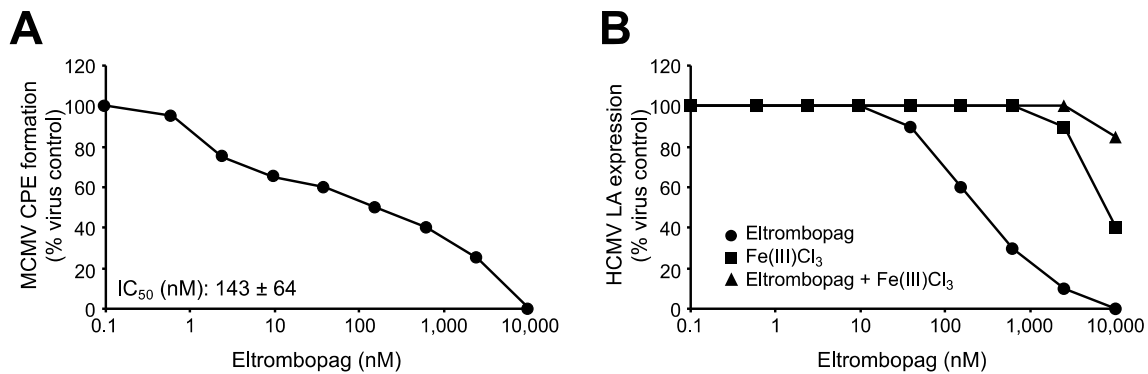 A
MCMV CPE formation
(% virus control)
120
100
80
60
40
20
0
IC₅₀ (nM): 143 ± 64
0.1
1
10
100
1,000
10,000
Eltrombopag (nM)
B
HCMV LA expression
(% virus control)
120
100
80
60
40
20
0
Eltrombopag
Fe(III)Cl₃
Eltrombopag + Fe(III)Cl₃
0.1
1
10
100
1,000
10,000
Eltrombopag (nM)